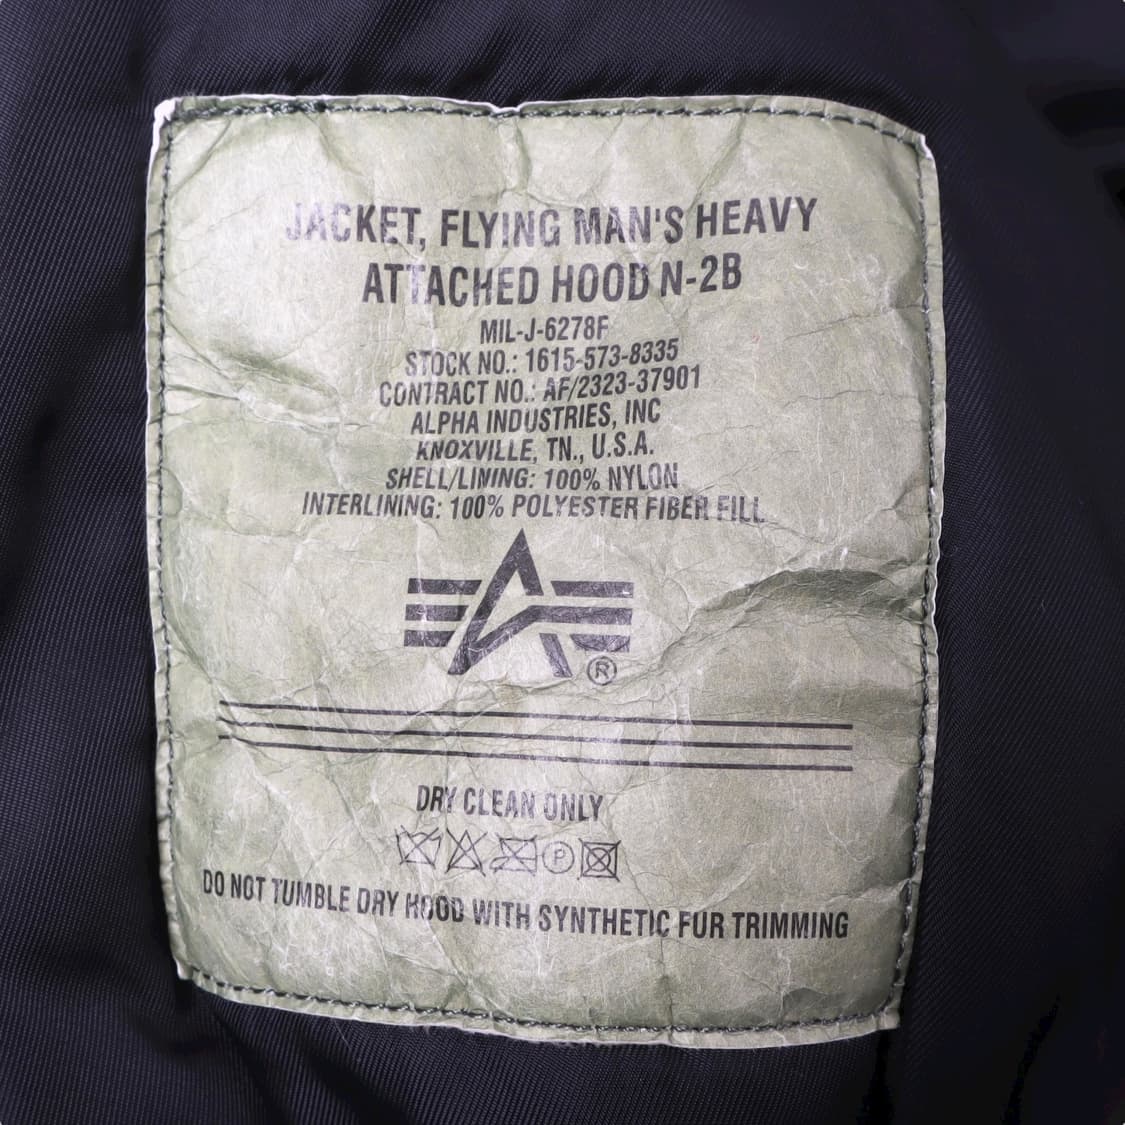 JACKET, FLYING MAN'S HEAVY
ATTACHED HOOD N-2B
MIL-J-6278F
STOCK NO.: 1615-573-8335
CONTRACT NO.: AF/2323-37901
ALPHA INDUSTRIES, INC
KNOXVILLE, TN., U.S.A.
SHELL/LINING: 100% NYLON
INTERLINING: 100% POLYESTER FIBER FILL
®
DRY CLEAN ONLY
P
DO NOT TUMBLE DRY HOOD WITH SYNTHETIC FUR TRIMMING